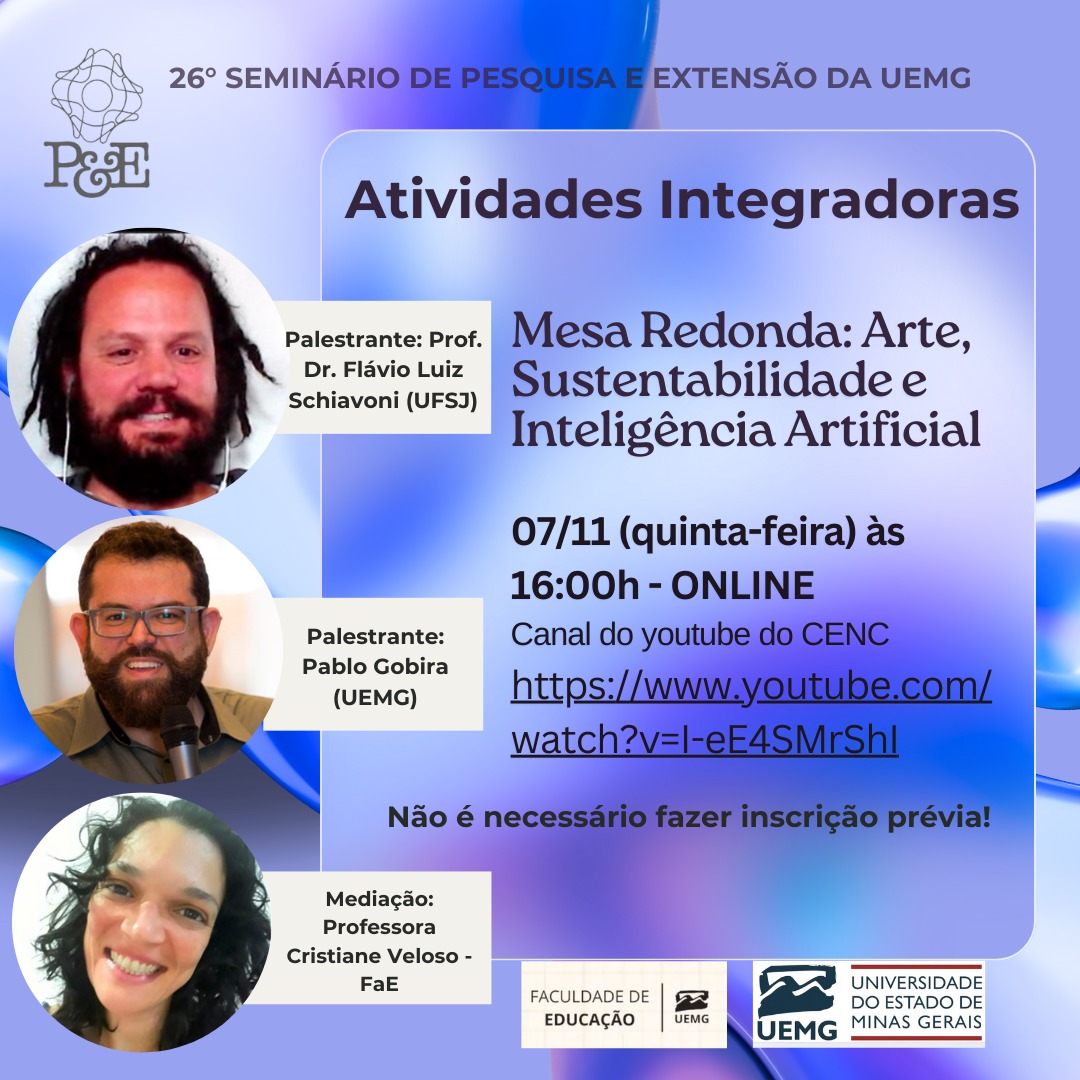 26º SEMINÁRIO DE PESQUISA E EXTENSÃO DA UEMG
P&E
Atividades Integradoras
Palestrante: Prof.
Dr. Flávio Luiz
Schiavoni (UFSJ)
Mesa Redonda: Arte,
Sustentabilidade e
Inteligência Artificial
07/11 (quinta-feira) às
16:00h - ONLINE
Canal do youtube do CENC
https://www.youtube.com/
watch?v=I-eE4SMrShI
Palestrante:
Pablo Gobira
(UEMG)
Não é necessário fazer inscrição prévia!
Mediação:
Professora
Cristiane Veloso -
FaE
FACULDADE DE
EDUCAÇÃO
UEMG
UEMG
UNIVERSIDADE
DO ESTADO DE
MINAS GERAIS